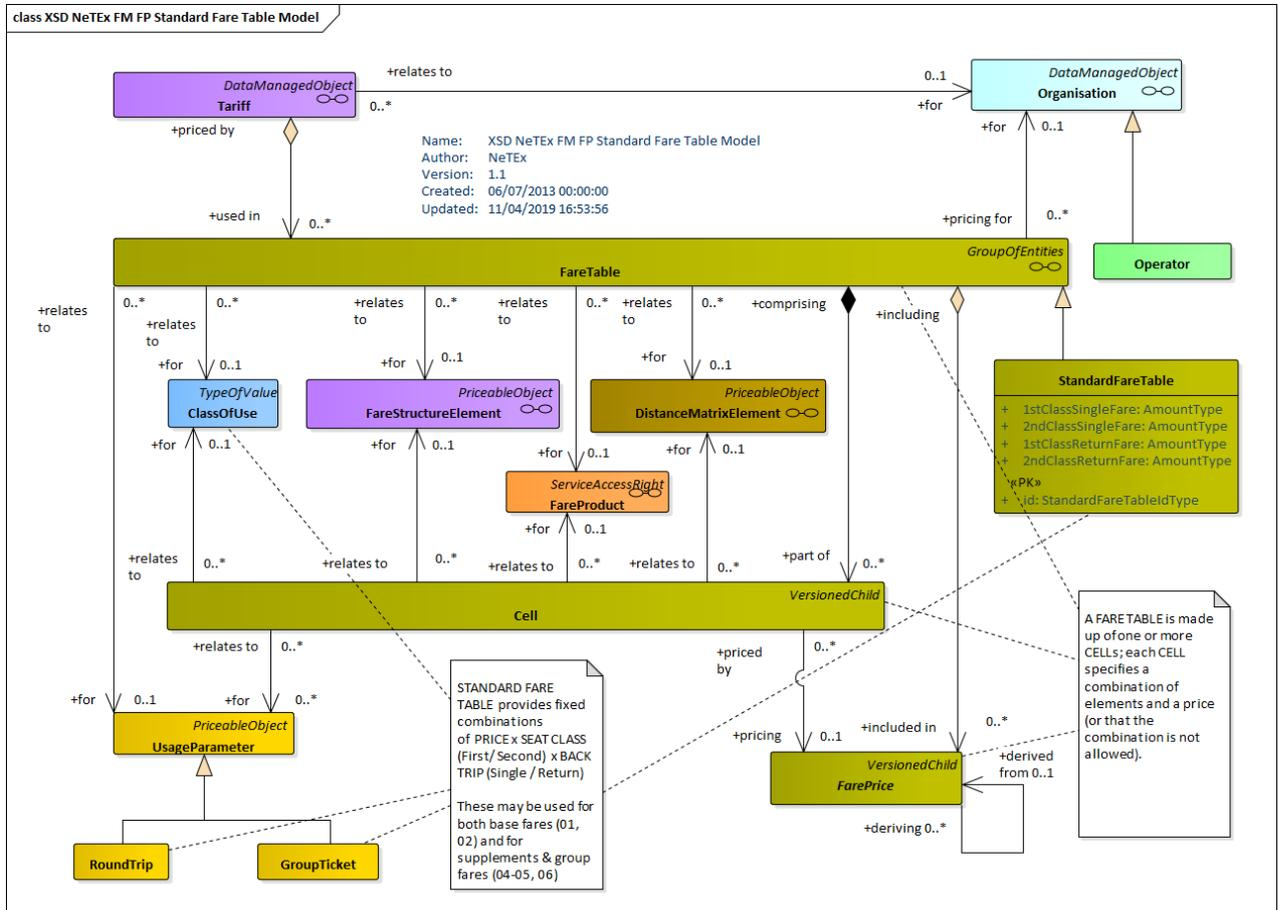 class XSD NeTEx FM FP Standard Fare Table Model
DataManagedObject
Tariff
+relates to
0..*
0..1
+for
DataManagedObject
Organisation
+priced by
+for
0..1
Name: XSD NeTEx FM FP Standard Fare Table Model
Author: NeTEx
Version: 1.1
Created: 06/07/2013 00:00:00
Updated: 11/04/2019 16:53:56
+used in
0..*
+pricing for
0..*
GroupOfEntities
FareTable
Operator
+relates
to
0..*
+relates
to
0..*
+relates
to
0..*
+relates
to
0..*
+relates
to
0..*
+comprising
+including
+for
0..1
+for
0..1
+for
0..1
TypeOfValue
ClassOfUse
PriceableObject
FareStructureElement
PriceableObject
DistanceMatrixElement
StandardFareTable
+ 1stClassSingleFare: AmountType
+ 2ndClassSingleFare: AmountType
+ 1stClassReturnFare: AmountType
+ 2ndClassReturnFare: AmountType
«PK»
+ id: StandardFareTableIdType
+for
0..1
+for
0..1
+for
0..1
+for
0..1
ServiceAccessRight
FareProduct
+for
0..1
+relates
to
0..*
+relates to
0..*
+relates to
0..*
+relates to
0..*
+part of
0..*
VersionedChild
Cell
+relates to
0..*
+priced
by
0..*
A FARE TABLE is made
up of one or more
CELLs; each CELL
specifies a
combination of
elements and a price
(or that the
combination is not
allowed).
+for
0..1
+for
0..*
PriceableObject
UsageParameter
STANDARD FARE
TABLE provides fixed
combinations
of PRICE x SEAT CLASS
(First/ Second) x BACK
TRIP (Single / Return)
These may be used for
both base fares (01,
02) and for
supplements & group
fares (04-05, 06)
+pricing
0..1
+included in
0..*
VersionedChild
FarePrice
+derived
from 0..1
+deriving 0..*
RoundTrip
GroupTicket